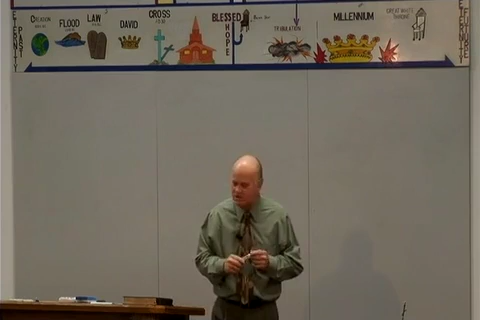 ETERNITY PAST
CREATION
FLOOD
LAW
DAVID
CROSS
BLESSED HOPE
TRIBULATION
MILLENNIUM
GREAT WHITE THRONE
ETERNITY FUTURE